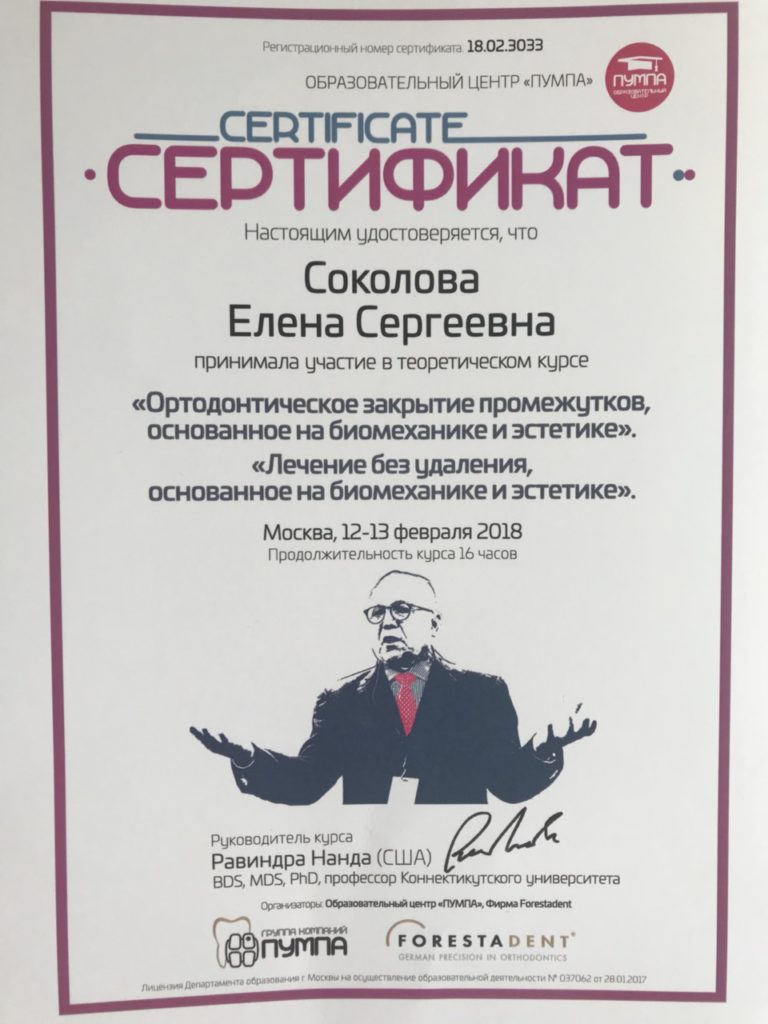 Регистрационный номер сертификата: 18.02.3033
ОБРАЗОВАТЕЛЬНЫЙ ЦЕНТР «ПУМПА»
ПУМПА
ОБРАЗОВАТЕЛЬНЫЙ
ЦЕНТР
CERTIFICATE
СЕРТИФИКАТ
Настоящим удостоверяется, что
Соколова
Елена Сергеевна
принимала участие в теоретическом курсе
«Ортодонтическое закрытие промежутков,
основанное на биомеханике и эстетике».
«Лечение без удаления,
основанное на биомеханике и эстетике».
Москва, 12-13 февраля 2018
Продолжительность курса 16 часов
Руководитель курса
Равиндра Нанда (США)
BDS, MDS, PhD, профессор Коннектикутского университета
Организаторы: Образовательный центр «ПУМПА», Фирма Forestadent
ГРУППА КОМПАНИЙ
ПУМПА
FORESTADENT®
GERMAN PRECISION IN ORTHODONTICS
Лицензия Департамента образования г. Москвы на осуществление образовательной деятельности № 037062 от 28.01.2017